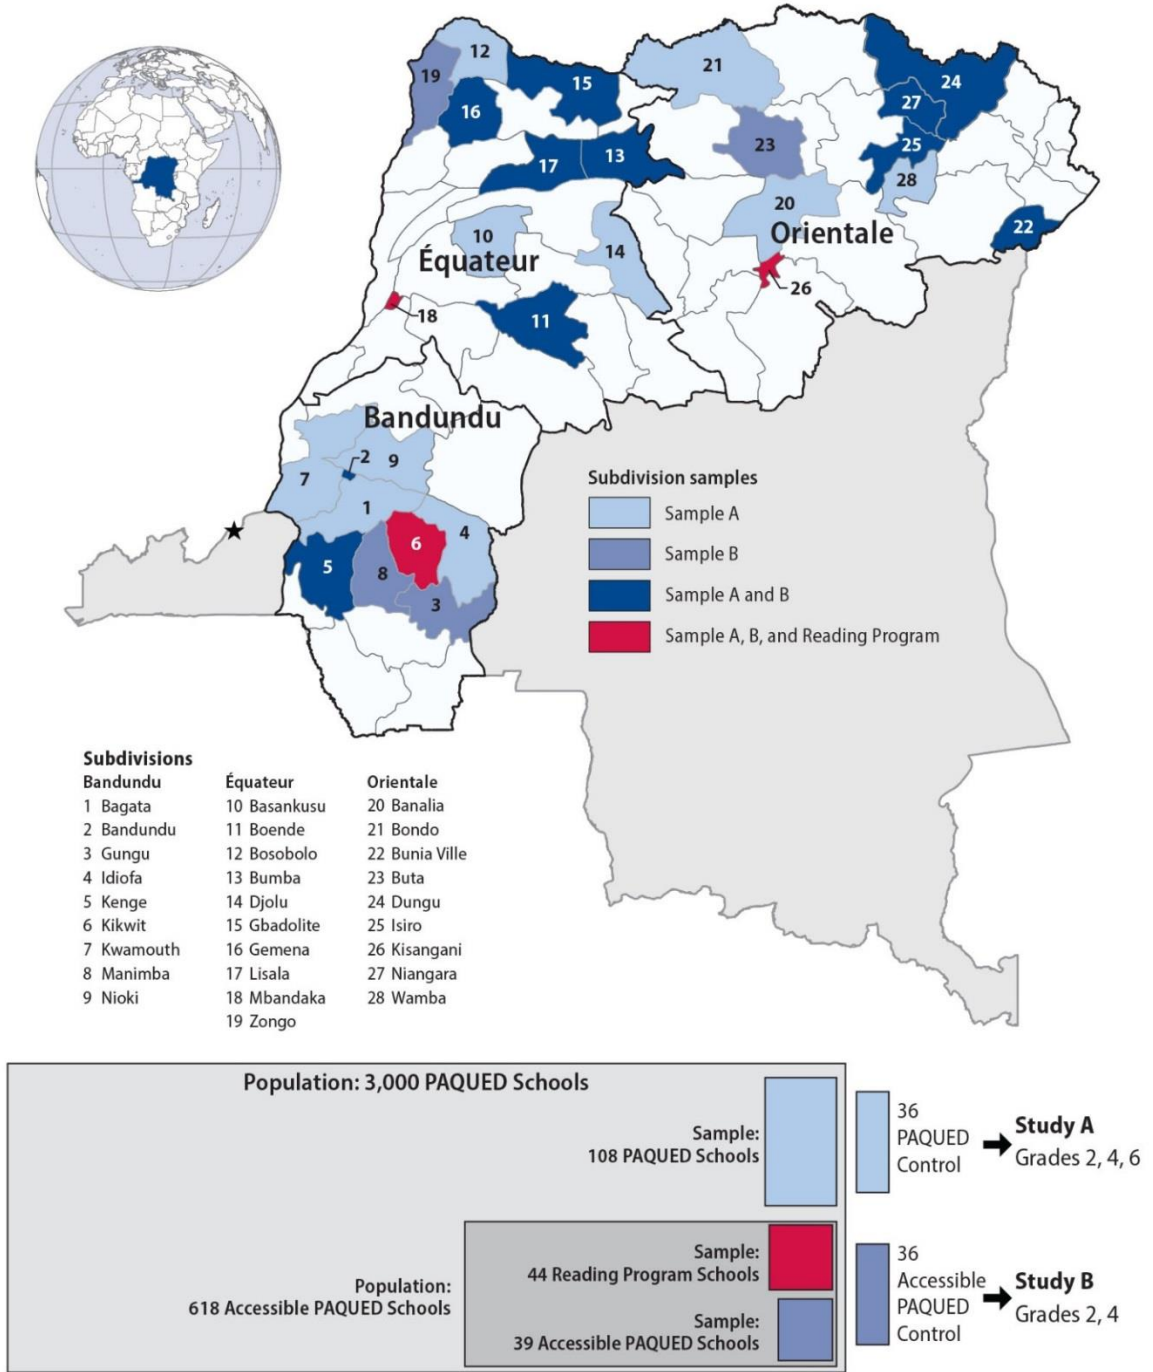 19
12
15
21
24
27
16
23
25
17
13
28
20
22
10
Orientale
Équateur
14
26
18
11
Bandundu
2
9
7
1
4
6
5
8
3
Subdivision samples
Sample A
Sample B
Sample A and B
Sample A, B, and Reading Program
Subdivisions
Bandundu
1 Bagata
2 Bandundu
3 Gungu
4 Idiofa
5 Kenge
6 Kikwit
7 Kwamouth
8 Manimba
9 Nioki
Équateur
10 Basankusu
11 Boende
12 Bosobolo
13 Bumba
14 Djolu
15 Gbadolite
16 Gemena
17 Lisala
18 Mbandaka
19 Zongo
Orientale
20 Banalia
21 Bondo
22 Bunia Ville
23 Buta
24 Dungu
25 Isiro
26 Kisangani
27 Niangara
28 Wamba
Population: 3,000 PAQUED Schools
Sample:
108 PAQUED Schools
36
PAQUED
Control
Study A
Grades 2, 4, 6
Population:
618 Accessible PAQUED Schools
Sample:
44 Reading Program Schools
Sample:
39 Accessible PAQUED Schools
36
Accessible
PAQUED
Control
Study B
Grades 2, 4